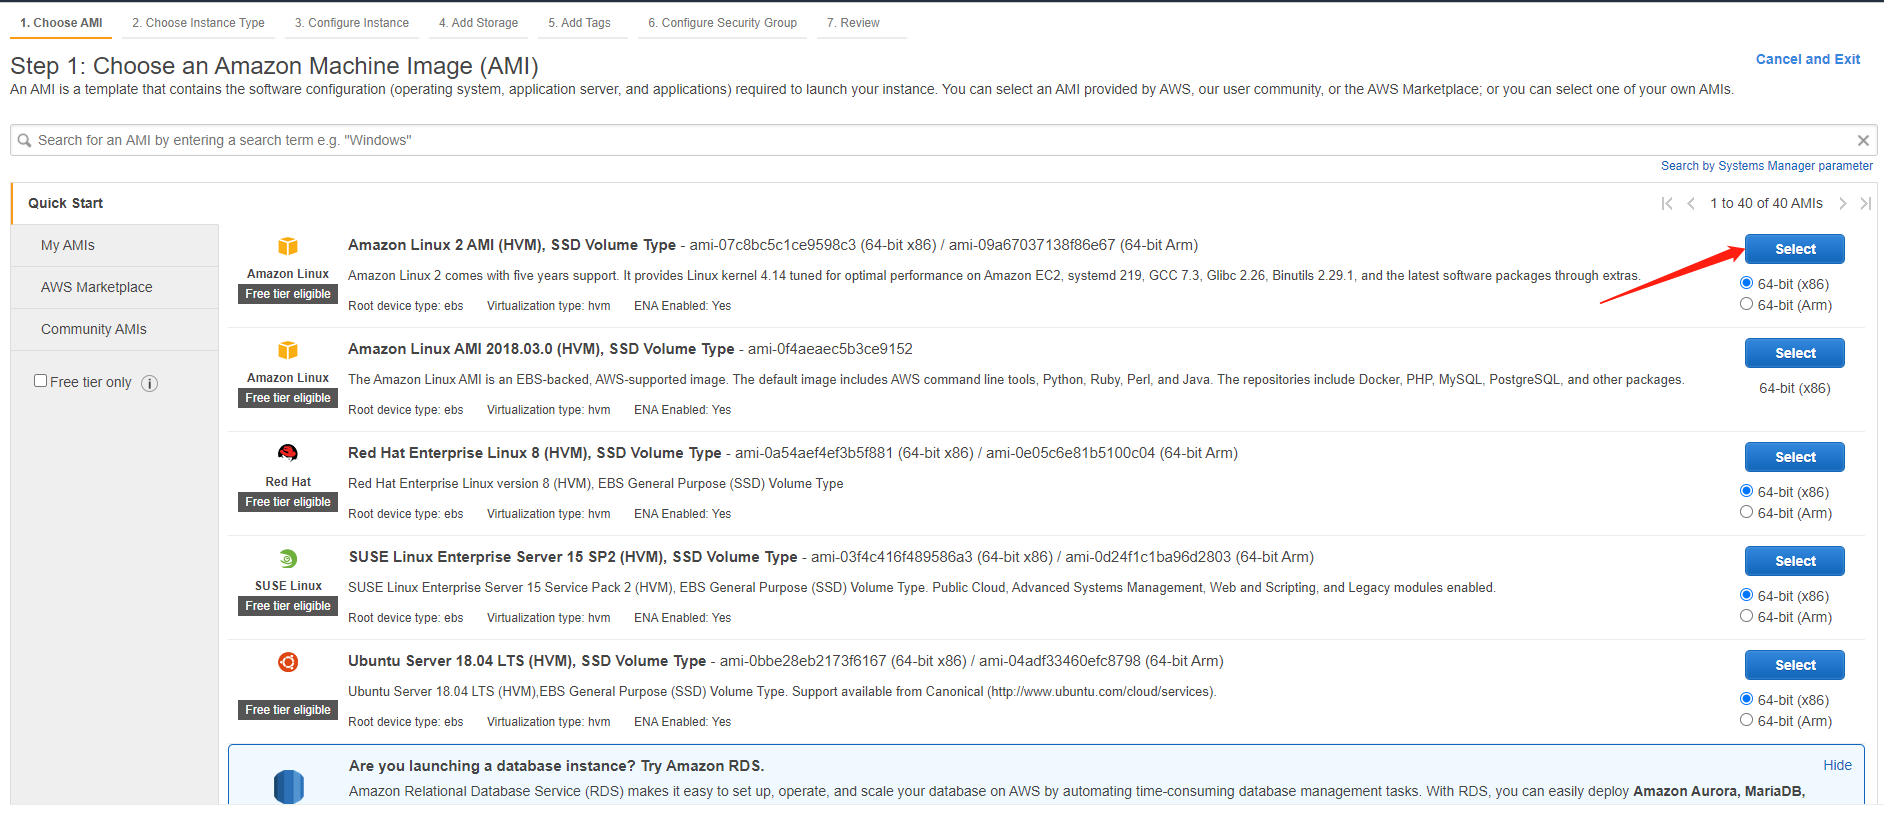 1. Choose AMI 2. Choose Instance Type 3. Configure Instance 4. Add Storage 5. Add Tags 6. Configure Security Group 7. Review
Step 1: Choose an Amazon Machine Image (AMI)
Cancel and Exit
An AMI is a template that contains the software configuration (operating system, application server, and applications) required to launch your instance. You can select an AMI provided by AWS, our user community, or the AWS Marketplace; or you can select one of your own AMIs.
Search for an AMI by entering a search term e.g. "Windows"
Search by Systems Manager parameter
Quick Start
1 to 40 of 40 AMIs
My AMIs
AWS Marketplace
Community AMIs
Free tier only
Amazon Linux
Free tier eligible
Amazon Linux 2 AMI (HVM), SSD Volume Type - ami-07c8bc5c1ce9598c3 (64-bit x86) / ami-09a67037138f86e67 (64-bit Arm)
Amazon Linux 2 comes with five years support. It provides Linux kernel 4.14 tuned for optimal performance on Amazon EC2, systemd 219, GCC 7.3, Glibc 2.26, Binutils 2.29.1, and the latest software packages through extras.
Root device type: ebs Virtualization type: hvm ENA Enabled: Yes
Select
64-bit (x86)
64-bit (Arm)
Amazon Linux
Free tier eligible
Amazon Linux AMI 2018.03.0 (HVM), SSD Volume Type - ami-0f4aeaec5b3ce9152
The Amazon Linux AMI is an EBS-backed, AWS-supported image. The default image includes AWS command line tools, Python, Ruby, Perl, and Java. The repositories include Docker, PHP, MySQL, PostgreSQL, and other packages.
Root device type: ebs Virtualization type: hvm ENA Enabled: Yes
Select
64-bit (x86)
Red Hat
Free tier eligible
Red Hat Enterprise Linux 8 (HVM), SSD Volume Type - ami-0a54aef4ef3b5f881 (64-bit x86) / ami-0e05c6e81b5100c04 (64-bit Arm)
Red Hat Enterprise Linux version 8 (HVM), EBS General Purpose (SSD) Volume Type
Root device type: ebs Virtualization type: hvm ENA Enabled: Yes
Select
64-bit (x86)
64-bit (Arm)
SUSE Linux
Free tier eligible
SUSE Linux Enterprise Server 15 SP2 (HVM), SSD Volume Type - ami-03f4c416f489586a3 (64-bit x86) / ami-0d24f1c1ba96d2803 (64-bit Arm)
SUSE Linux Enterprise Server 15 Service Pack 2 (HVM), EBS General Purpose (SSD) Volume Type. Public Cloud, Advanced Systems Management, Web and Scripting, and Legacy modules enabled.
Root device type: ebs Virtualization type: hvm ENA Enabled: Yes
Select
64-bit (x86)
64-bit (Arm)
Free tier eligible
Ubuntu Server 18.04 LTS (HVM), SSD Volume Type - ami-0bbe28eb2173f6167 (64-bit x86) / ami-04adf33460efc8798 (64-bit Arm)
Ubuntu Server 18.04 LTS (HVM),EBS General Purpose (SSD) Volume Type. Support available from Canonical (http://www.ubuntu.com/cloud/services).
Root device type: ebs Virtualization type: hvm ENA Enabled: Yes
Select
64-bit (x86)
64-bit (Arm)
Are you launching a database instance? Try Amazon RDS.
Hide
Amazon Relational Database Service (RDS) makes it easy to set up, operate, and scale your database on AWS by automating time-consuming database management tasks. With RDS, you can easily deploy Amazon Aurora, MariaDB,